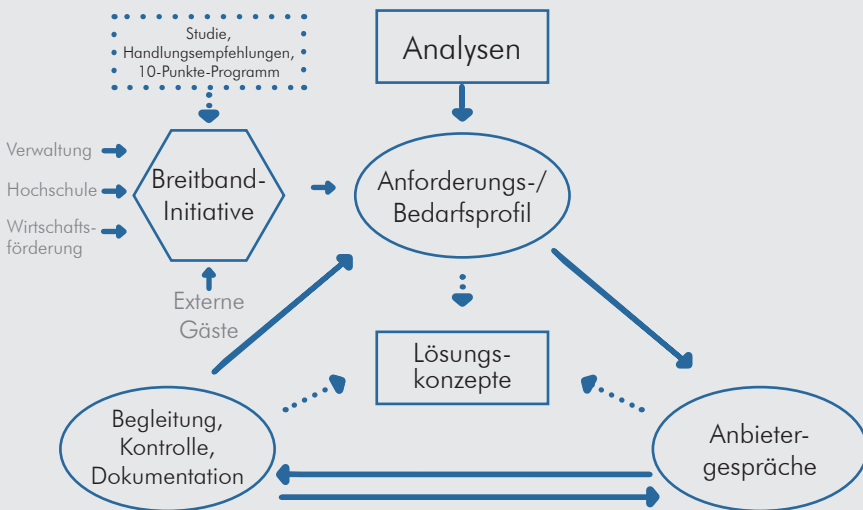 Studie,
Handlungsempfehlungen,
10-Punkte-Programm
Analysen
Verwaltung
Hochschule
Wirtschafts-
förderung
Breitband-
Initiative
Externe
Gäste
Anforderungs-/
Bedarfsprofil
Lösungs-
konzepte
Begleitung,
Kontrolle,
Dokumentation
Anbieter-
gespräche